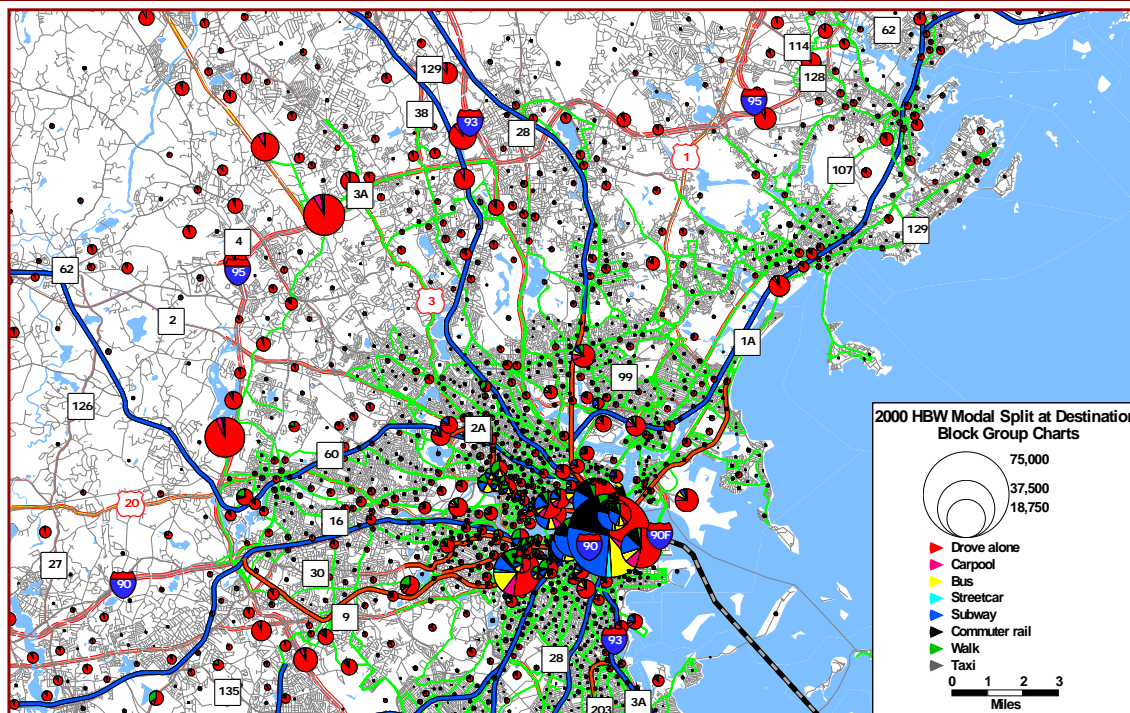 62
114
129
128
95
38
93
28
1
107
3A
129
4
95
62
3
2
1A
99
126
2A
60
20
16
90
90F
27
30
90
9
93
28
135
203
3A
2000 HBW Modal Split at Destination
Block Group Charts
75,000
37,500
18,750
Drove alone
Carpool
Bus
Streetcar
Subway
Commuter rail
Walk
Taxi
0 1 2 3
Miles